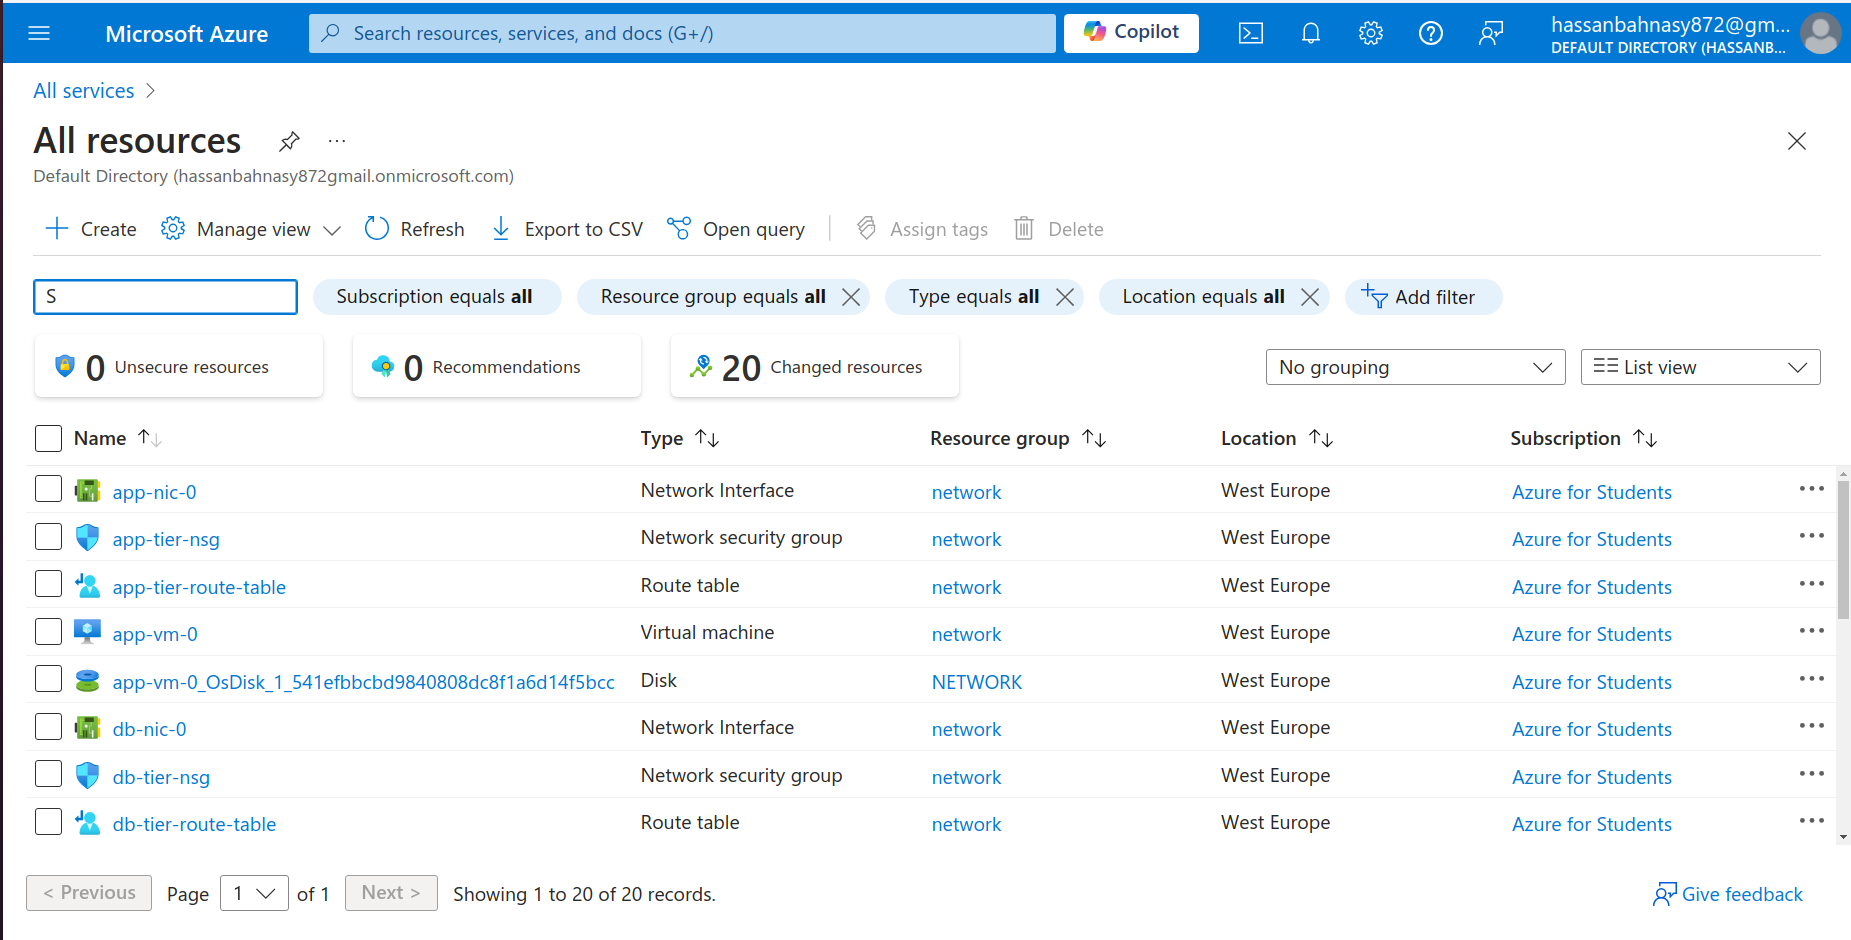 Microsoft Azure
Search resources, services, and docs (G+/)
Copilot
hassanbahnasy872@gm...
DEFAULT DIRECTORY (HASSANB...
All services >
All resources
Default Directory (hassanbahnasy872gmail.onmicrosoft.com)
Create Manage view Refresh Export to CSV Open query Assign tags Delete
S Subscription equals all Resource group equals all Type equals all Location equals all Add filter
0 Unsecure resources 0 Recommendations 20 Changed resources No grouping List view
Name Type Resource group Location Subscription
app-nic-0 Network Interface network West Europe Azure for Students
app-tier-nsg Network security group network West Europe Azure for Students
app-tier-route-table Route table network West Europe Azure for Students
app-vm-0 Virtual machine network West Europe Azure for Students
app-vm-0_OsDisk_1_541efbbcbd9840808dc8f1a6d14f5bcc Disk NETWORK West Europe Azure for Students
db-nic-0 Network Interface network West Europe Azure for Students
db-tier-nsg Network security group network West Europe Azure for Students
db-tier-route-table Route table network West Europe Azure for Students
< Previous Page 1 of 1 Next > Showing 1 to 20 of 20 records. Give feedback